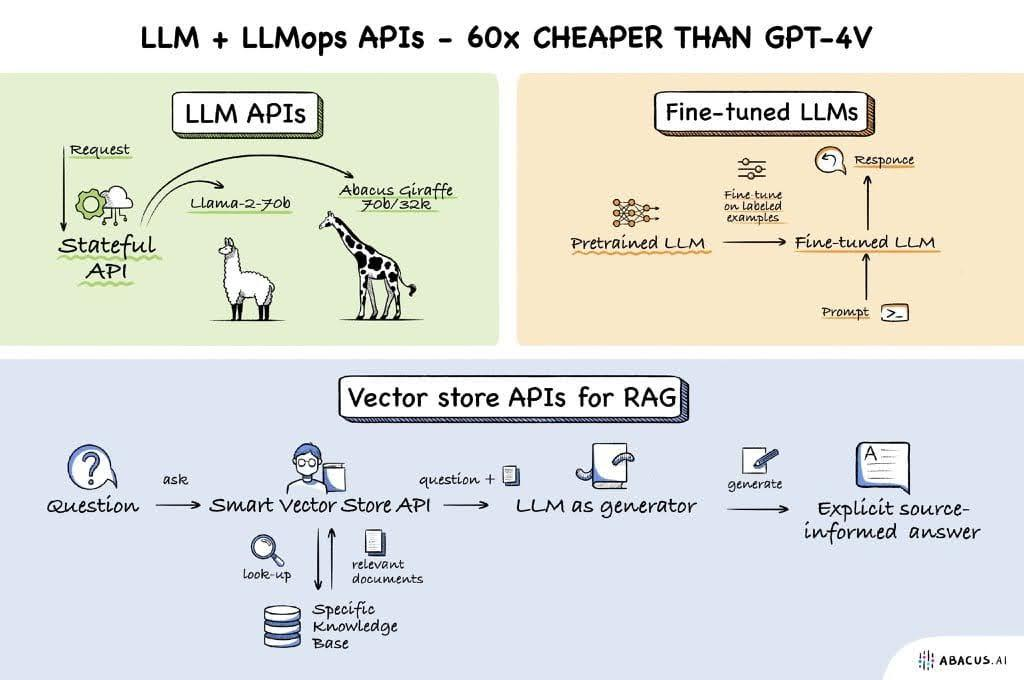 LLM + LLMops APIs - 60x CHEAPER THAN GPT-4V
LLM APIs
Request
Stateful
API
Llama-2-70b
Abacus Giraffe
70b/32k
Fine-tuned LLMs
Pretrained LLM
Fine-tune
on labeled
examples
Fine-tuned LLM
Responce
Prompt
>_
Vector store APIs for RAG
?
Question
ask
Smart Vector Store API
question +
LLM as generator
generate
A
Explicit source-
informed answer
look-up
relevant
documents
Specific
Knowledge
Base
ABACUS.AI